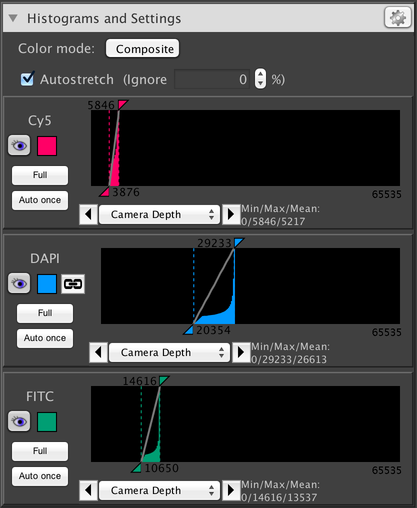 Histograms and Settings
Color mode: Composite
Autostretch (Ignore 0 %)
5846
Cy5
Full
Auto once
3876
65535
Camera Depth
Min/Max/Mean:
0/5846/5217
29233
DAPI
Full
Auto once
20354
65535
Camera Depth
Min/Max/Mean:
0/29233/26613
14616
FITC
Full
Auto once
10650
65535
Camera Depth
Min/Max/Mean:
0/14616/13537